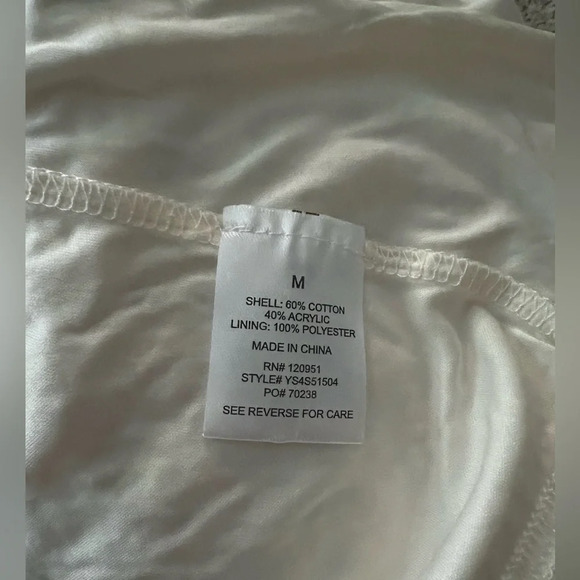 M
SHELL: 60% COTTON
40% ACRYLIC
LINING: 100% POLYESTER
MADE IN CHINA
RN# 120951
STYLE# YS4S51504
PO# 70238
SEE REVERSE FOR CARE